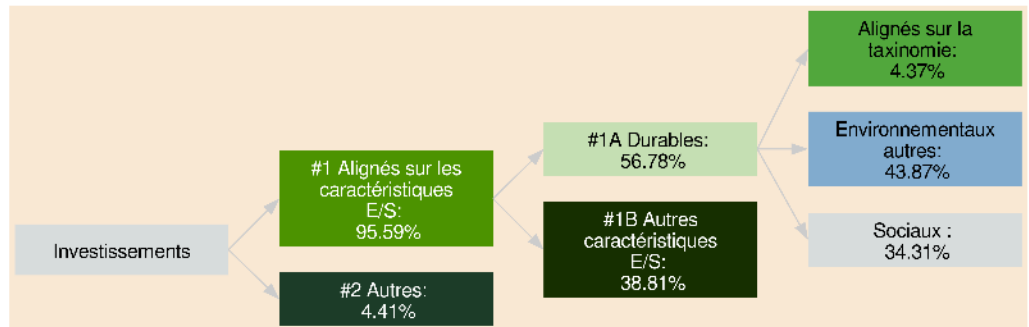 Investissements
#1 Alignés sur les
caractéristiques
E/S:
95.59%
#2 Autres:
4.41%
#1A Durables:
56.78%
#1B Autres
caractéristiques
E/S:
38.81%
Alignés sur la
taxinomie:
4.37%
Environnementaux
autres:
43.87%
Sociaux :
34.31%